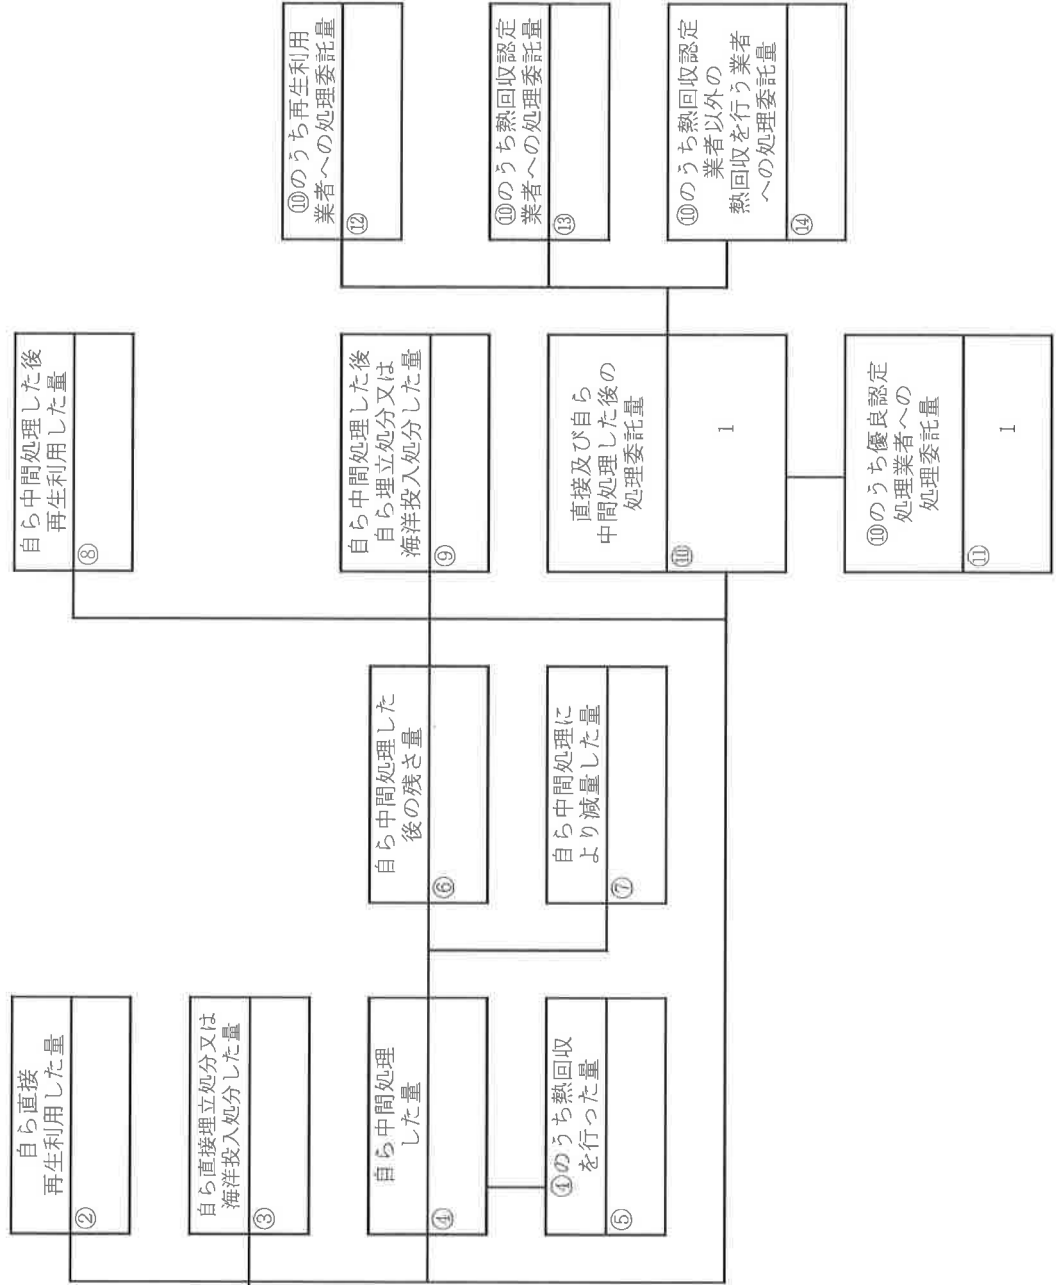 自ら直接
再生利用した量
②
自ら直接埋立処分又は
海洋投入処分した量
③
自ら中間処理
した量
④
④のうち熱回収
を行った量
⑤
自ら中間処理した
後の残さ量
⑥
自ら中間処理に
より減量した量
⑦
自ら中間処理した後
再生利用した量
⑧
自ら中間処理した後
自ら埋立処分又は
海洋投入処分した量
⑨
直接及び自ら
中間処理した後の
処理委託量
⑩
1
⑩のうち優良認定
処理業者への
処理委託量
⑪
1
⑩のうち再生利用
業者への処理委託量
⑫
⑩のうち熱回収認定
業者への処理委託量
⑬
⑩のうち熱回収認定
業者以外の
熱回収を行う業者
への処理委託量
⑭